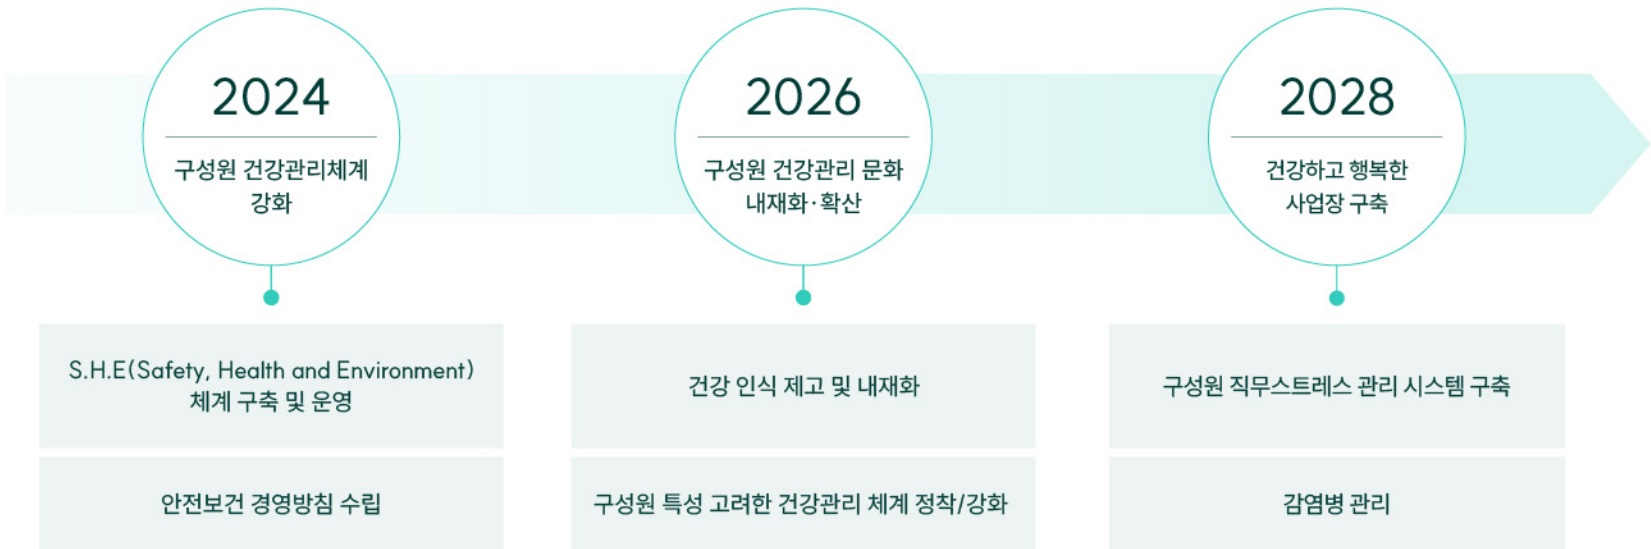 2024
구성원 건강관리체계
강화
2026
구성원 건강관리 문화
내재화·확산
2028
건강하고 행복한
사업장 구축
S.H.E(Safety, Health and Environment)
체계 구축 및 운영
건강 인식 제고 및 내재화
구성원 직무스트레스 관리 시스템 구축
안전보건 경영방침 수립
구성원 특성 고려한 건강관리 체계 정착/강화
감염병 관리